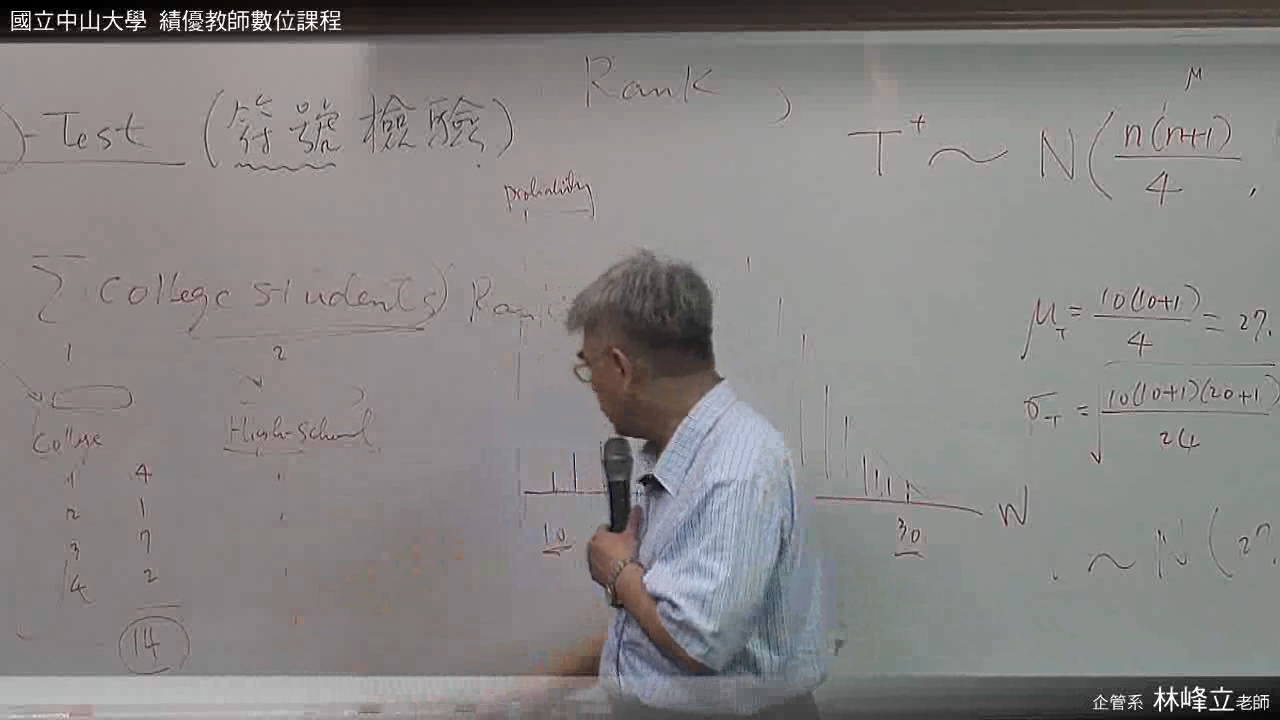 國立中山大學 績優教師數位課程
Rank
)-Test (符號檢驗)
T⁺ ~ N( n(n+1)/4 ,
μ
probability
Σ College students) Rank
1 2
College High-School
1 4
2 1
3 7
4 2
14
10 30 W
μ_T = 10(10+1)/4 = 27.
σ_T = √(10(10+1)(20+1)/24)
~ N(27.
企管系 林峰立老師